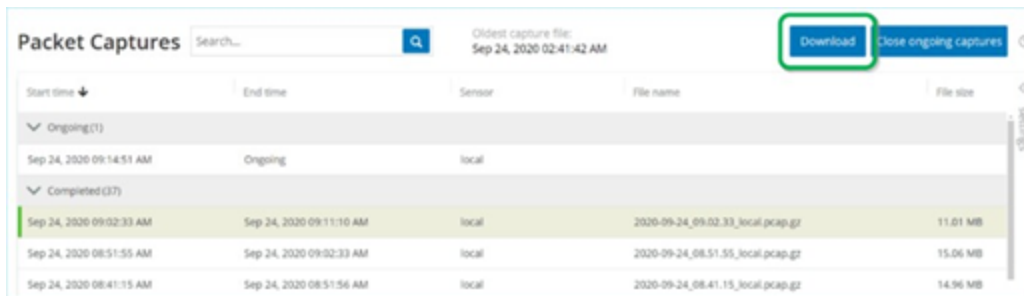 Packet Captures Search... Oldest capture file: Download Close ongoing captures
Sep 24, 2020 02:41:42 AM
Start time End time Sensor File name File size
Ongoing (1)
Sep 24, 2020 09:14:51 AM Ongoing local
Completed (37)
Sep 24, 2020 09:02:33 AM Sep 24, 2020 09:11:10 AM local 2020-09-24_09.02.33_local.pcap.gz 11.01 MB
Sep 24, 2020 08:51:55 AM Sep 24, 2020 09:02:33 AM local 2020-09-24_08.51.55_local.pcap.gz 15.06 MB
Sep 24, 2020 08:41:15 AM Sep 24, 2020 08:51:56 AM local 2020-09-24_08.41.15_local.pcap.gz 14.96 MB